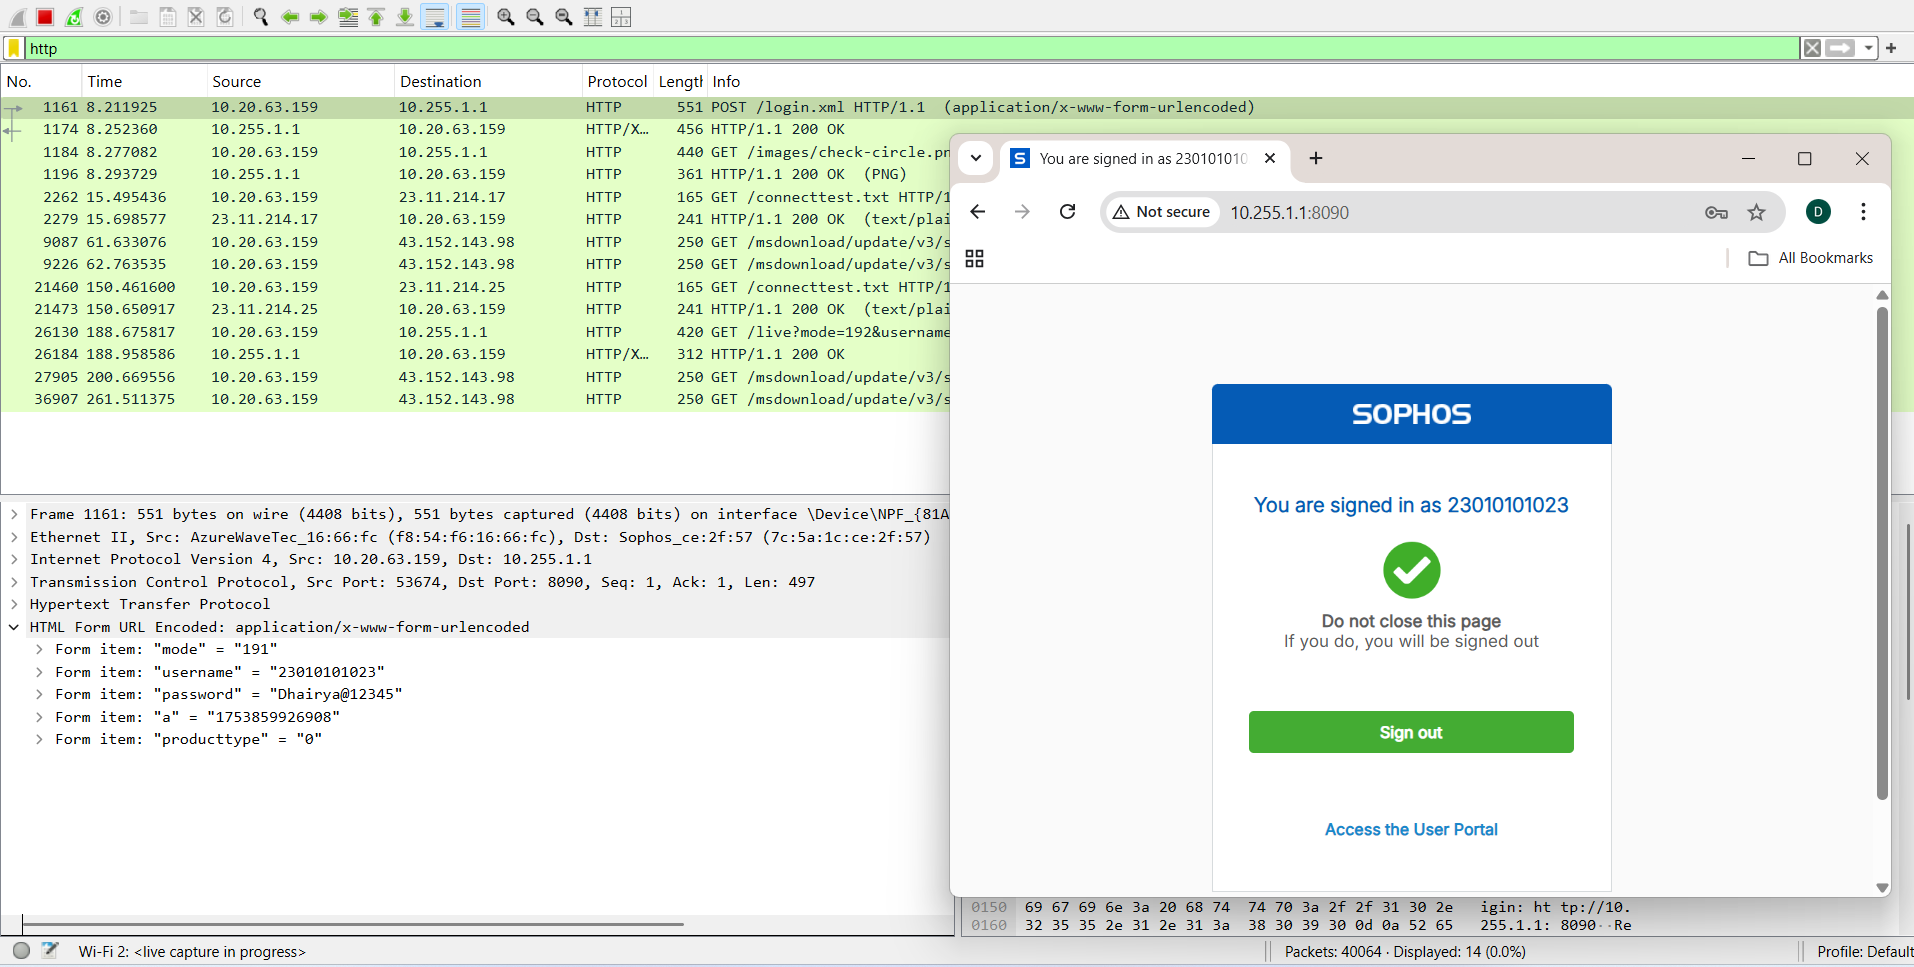 http
No. Time Source Destination Protocol Length Info
1161 8.211925 10.20.63.159 10.255.1.1 HTTP 551 POST /login.xml HTTP/1.1 (application/x-www-form-urlencoded)
1174 8.252360 10.255.1.1 10.20.63.159 HTTP/X… 456 HTTP/1.1 200 OK
1184 8.277082 10.20.63.159 10.255.1.1 HTTP 440 GET /images/check-circle.pn
1196 8.293729 10.255.1.1 10.20.63.159 HTTP 361 HTTP/1.1 200 OK (PNG)
2262 15.495436 10.20.63.159 23.11.214.17 HTTP 165 GET /connecttest.txt HTTP/1
2279 15.698577 23.11.214.17 10.20.63.159 HTTP 241 HTTP/1.1 200 OK (text/plai
9087 61.633076 10.20.63.159 43.152.143.98 HTTP 250 GET /msdownload/update/v3/s
9226 62.763535 10.20.63.159 43.152.143.98 HTTP 250 GET /msdownload/update/v3/s
21460 150.461600 10.20.63.159 23.11.214.25 HTTP 165 GET /connecttest.txt HTTP/1
21473 150.650917 23.11.214.25 10.20.63.159 HTTP 241 HTTP/1.1 200 OK (text/plai
26130 188.675817 10.20.63.159 10.255.1.1 HTTP 420 GET /live?mode=192&username
26184 188.958586 10.255.1.1 10.20.63.159 HTTP/X… 312 HTTP/1.1 200 OK
27905 200.669556 10.20.63.159 43.152.143.98 HTTP 250 GET /msdownload/update/v3/s
36907 261.511375 10.20.63.159 43.152.143.98 HTTP 250 GET /msdownload/update/v3/s
Frame 1161: 551 bytes on wire (4408 bits), 551 bytes captured (4408 bits) on interface \Device\NPF_{81A
Ethernet II, Src: AzureWaveTec_16:66:fc (f8:54:f6:16:66:fc), Dst: Sophos_ce:2f:57 (7c:5a:1c:ce:2f:57)
Internet Protocol Version 4, Src: 10.20.63.159, Dst: 10.255.1.1
Transmission Control Protocol, Src Port: 53674, Dst Port: 8090, Seq: 1, Ack: 1, Len: 497
Hypertext Transfer Protocol
HTML Form URL Encoded: application/x-www-form-urlencoded
Form item: "mode" = "191"
Form item: "username" = "23010101023"
Form item: "password" = "Dhairya@12345"
Form item: "a" = "1753859926908"
Form item: "producttype" = "0"
You are signed in as 230101010
Not secure 10.255.1.1:8090
D
All Bookmarks
SOPHOS
You are signed in as 23010101023
Do not close this page
If you do, you will be signed out
Sign out
Access the User Portal
0150 69 67 69 6e 3a 20 68 74 74 70 3a 2f 2f 31 30 2e igin: ht tp://10.
0160 32 35 35 2e 31 2e 31 3a 38 30 39 30 0d 0a 52 65 255.1.1: 8090··Re
Wi-Fi 2: <live capture in progress>
Packets: 40064 · Displayed: 14 (0.0%)
Profile: Default